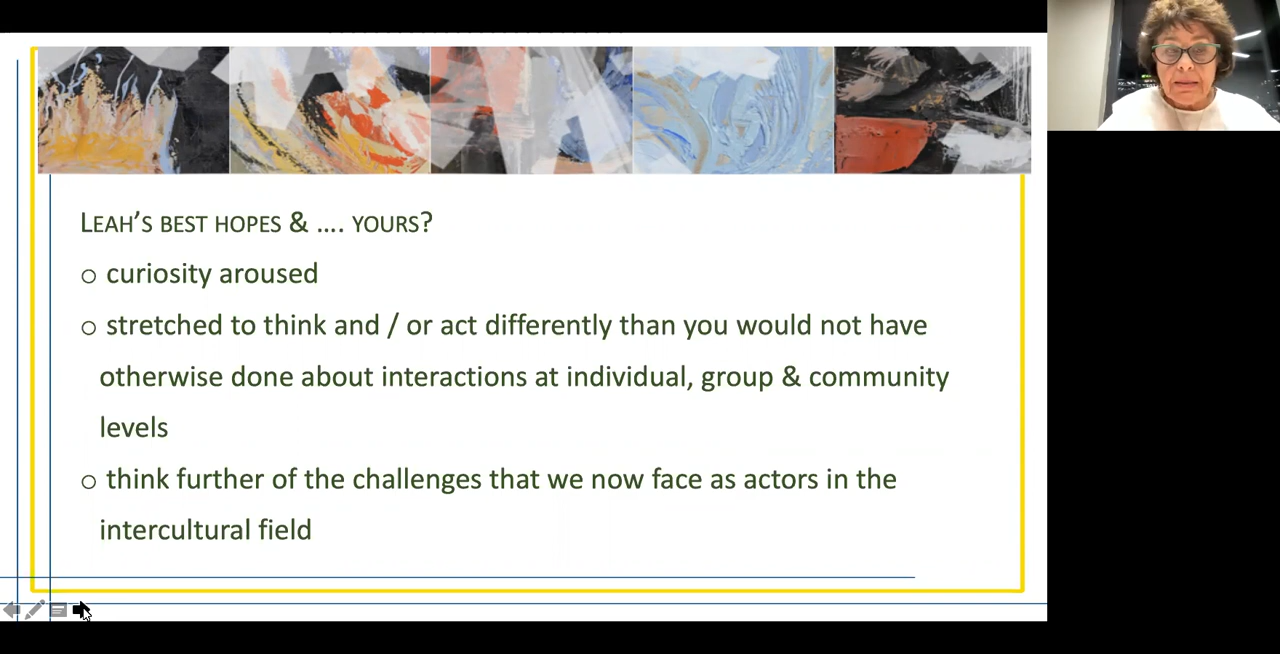 LEAH'S BEST HOPES & .... YOURS?
o curiosity aroused
o stretched to think and / or act differently than you would not have
otherwise done about interactions at individual, group & community
levels
o think further of the challenges that we now face as actors in the
intercultural field